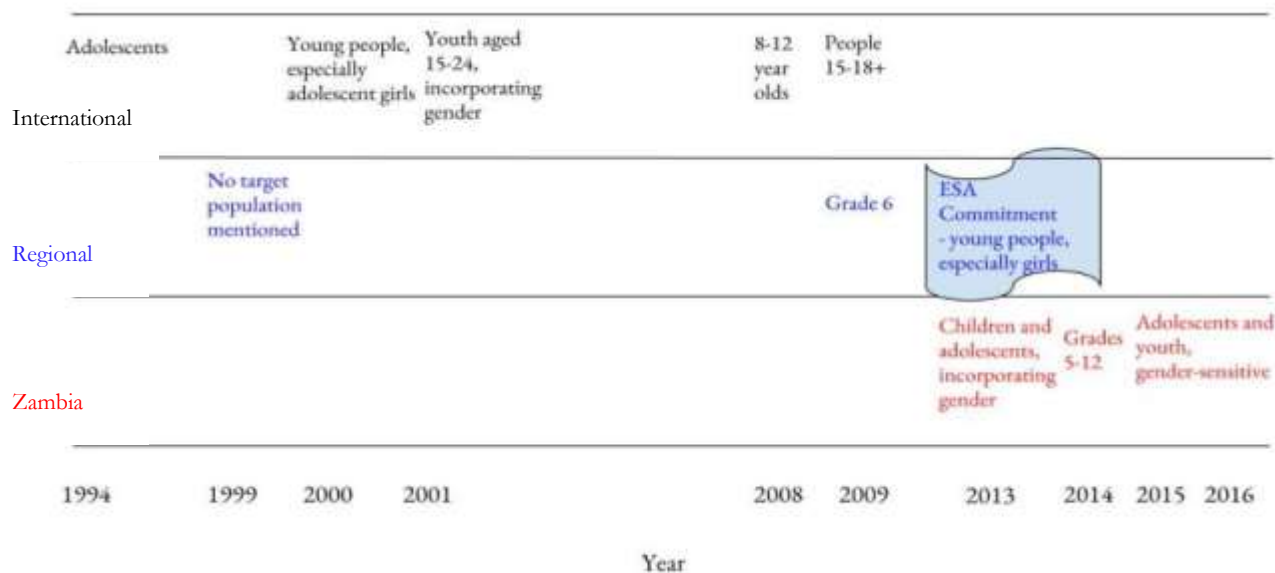 Adolescents
Young people,
especially
adolescent girls
Youth aged
15-24,
incorporating
gender
8-12
year
olds
People
15-18+
International
No target
population
mentioned
Grade 6
ESA
Commitment
- young people,
especially girls
Regional
Children and
adolescents,
incorporating
gender
Grades
5-12
Adolescents and
youth,
gender-sensitive
Zambia
1994 1999 2000 2001 2008 2009 2013 2014 2015 2016
Year